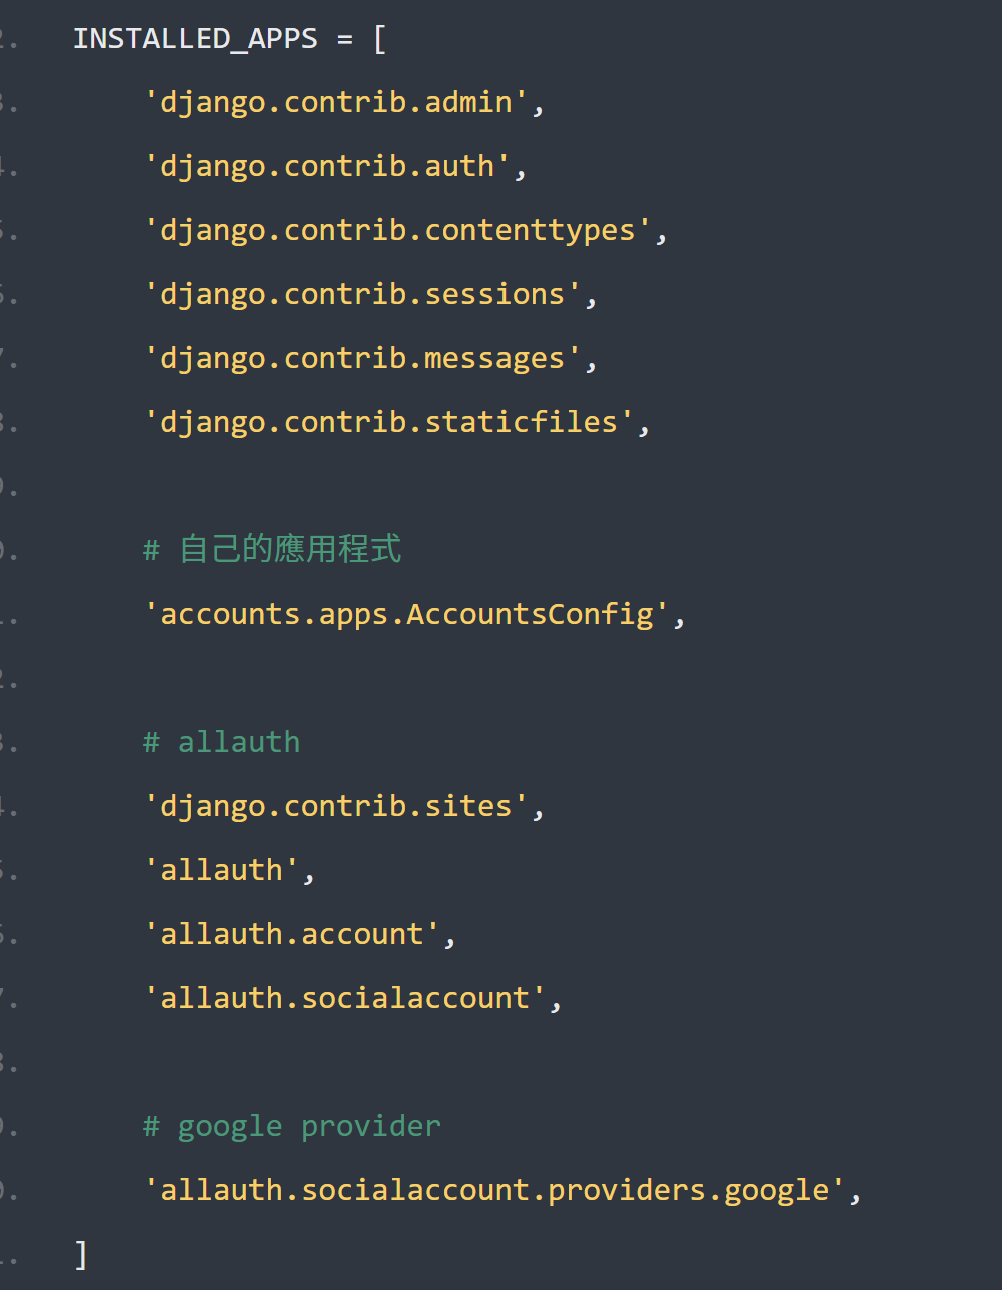 INSTALLED_APPS = [
'django.contrib.admin',
'django.contrib.auth',
'django.contrib.contenttypes',
'django.contrib.sessions',
'django.contrib.messages',
'django.contrib.staticfiles',
# 自己的應用程式
'accounts.apps.AccountsConfig',
# allauth
'django.contrib.sites',
'allauth',
'allauth.account',
'allauth.socialaccount',
# google provider
'allauth.socialaccount.providers.google',
]